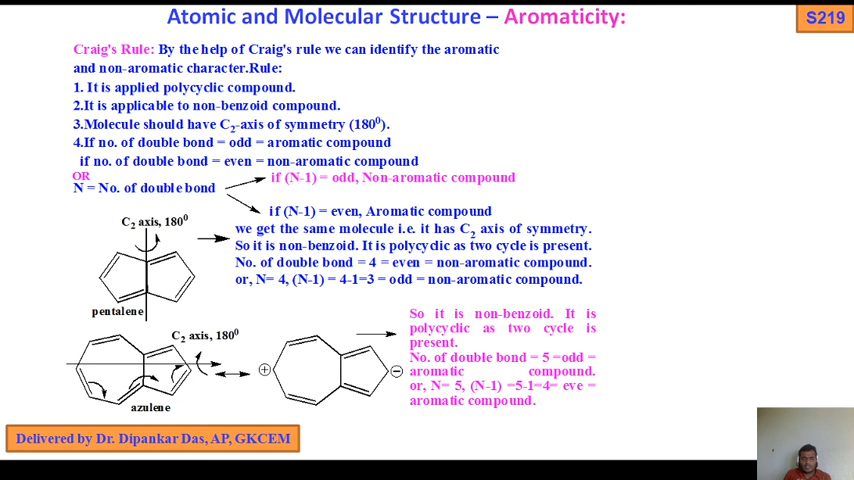 Atomic and Molecular Structure – Aromaticity:
S219
Craig's Rule: By the help of Craig's rule we can identify the aromatic
and non-aromatic character.Rule:
1. It is applied polycyclic compound.
2.It is applicable to non-benzoid compound.
3.Molecule should have C₂-axis of symmetry (180⁰).
4.If no. of double bond = odd = aromatic compound
if no. of double bond = even = non-aromatic compound
OR
if (N-1) = odd, Non-aromatic compound
N = No. of double bond
if (N-1) = even, Aromatic compound
C₂ axis, 180⁰
we get the same molecule i.e. it has C₂ axis of symmetry.
So it is non-benzoid. It is polycyclic as two cycle is present.
No. of double bond = 4 = even = non-aromatic compound.
or, N= 4, (N-1) = 4-1=3 = odd = non-aromatic compound.
pentalene
C₂ axis, 180⁰
So it is non-benzoid. It is
polycyclic as two cycle is
present.
No. of double bond = 5 =odd =
aromatic compound.
or, N= 5, (N-1) =5-1=4= eve =
aromatic compound.
+
−
azulene
Delivered by Dr. Dipankar Das, AP, GKCEM